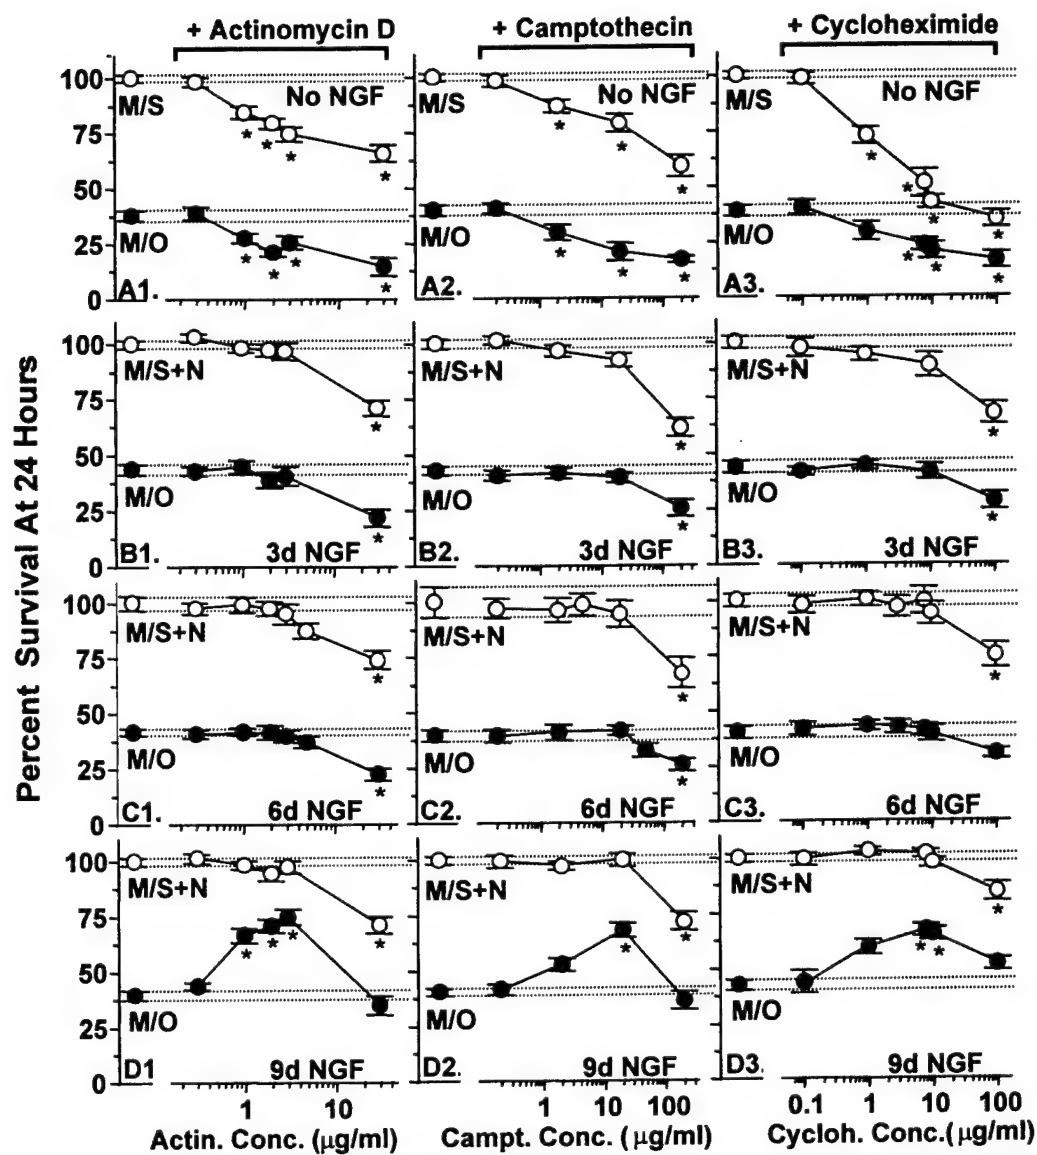 + Actinomycin D + Camptothecin + Cycloheximide
Percent Survival At 24 Hours
100 M/S No NGF M/S No NGF M/S No NGF
75
* * * * * * * * * * *
50
25 M/O M/O M/O
* * * * * * * * * *
0 A1. A2. A3.
100 M/S+N M/S+N M/S+N
75
* * *
50
25 M/O M/O M/O
* * *
0 B1. 3d NGF B2. 3d NGF B3. 3d NGF
100 M/S+N M/S+N M/S+N
75
* * *
50
25 M/O M/O M/O
* *
0 C1. 6d NGF C2. 6d NGF C3. 6d NGF
100 M/S+N M/S+N M/S+N
75
* * *
* * * * * *
50
25 M/O M/O M/O
0 D1 9d NGF D2. 9d NGF D3. 9d NGF
1 10 1 10 100 0.1 1 10 100
Actin. Conc. (µg/ml) Campt. Conc. (µg/ml) Cycloh. Conc.(µg/ml)